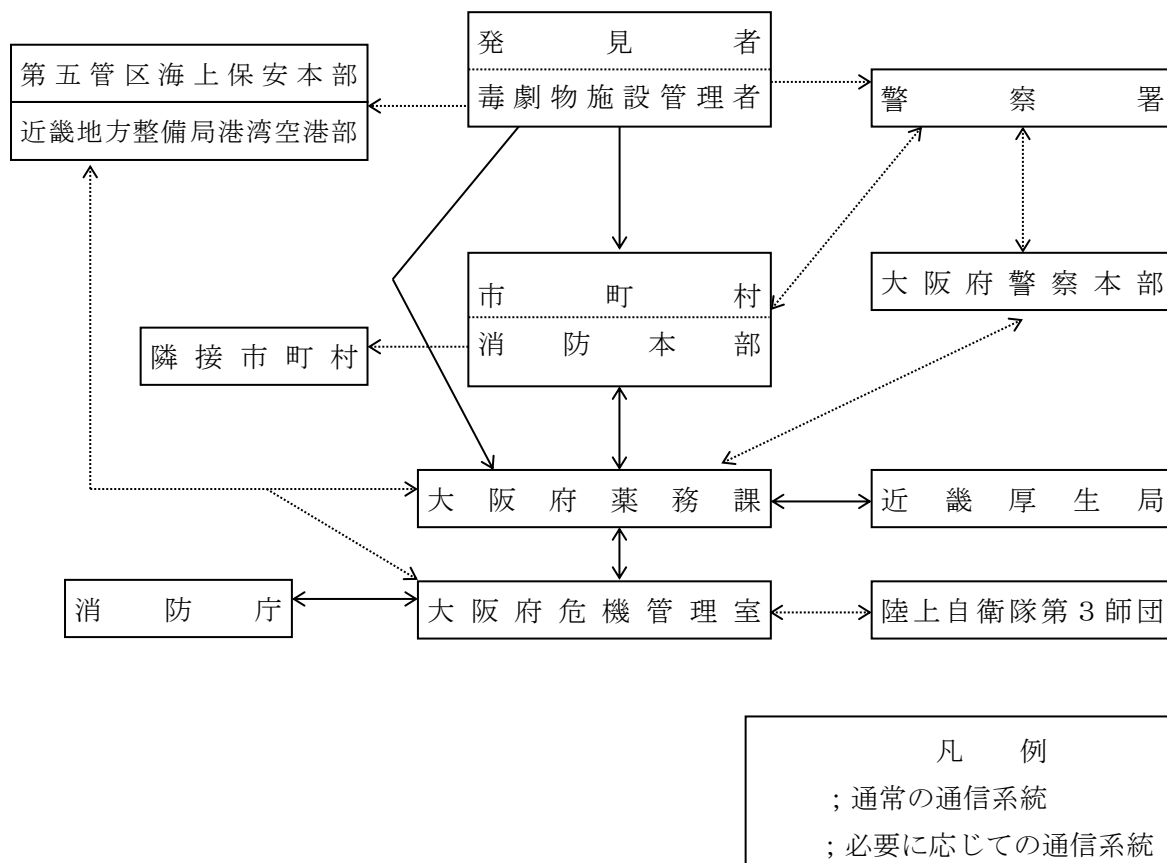 発見者
毒劇物施設管理者
第五管区海上保安本部
近畿地方整備局港湾空港部
警察署
市町村
消防本部
大阪府警察本部
隣接市町村
大阪府薬務課
近畿厚生局
消防庁
大阪府危機管理室
陸上自衛隊第3師団
凡例
;通常の通信系統
;必要に応じての通信系統